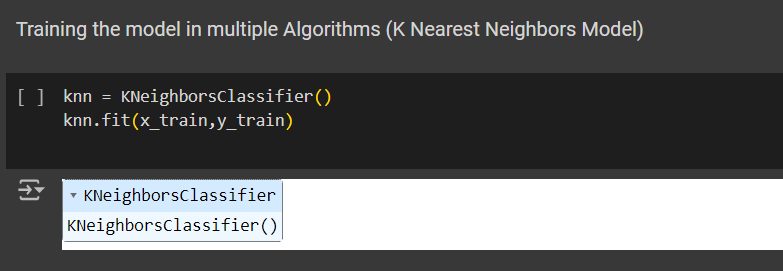 Training the model in multiple Algorithms (K Nearest Neighbors Model)
[ ] knn = KNeighborsClassifier()
knn.fit(x_train,y_train)
▾ KNeighborsClassifier
KNeighborsClassifier()